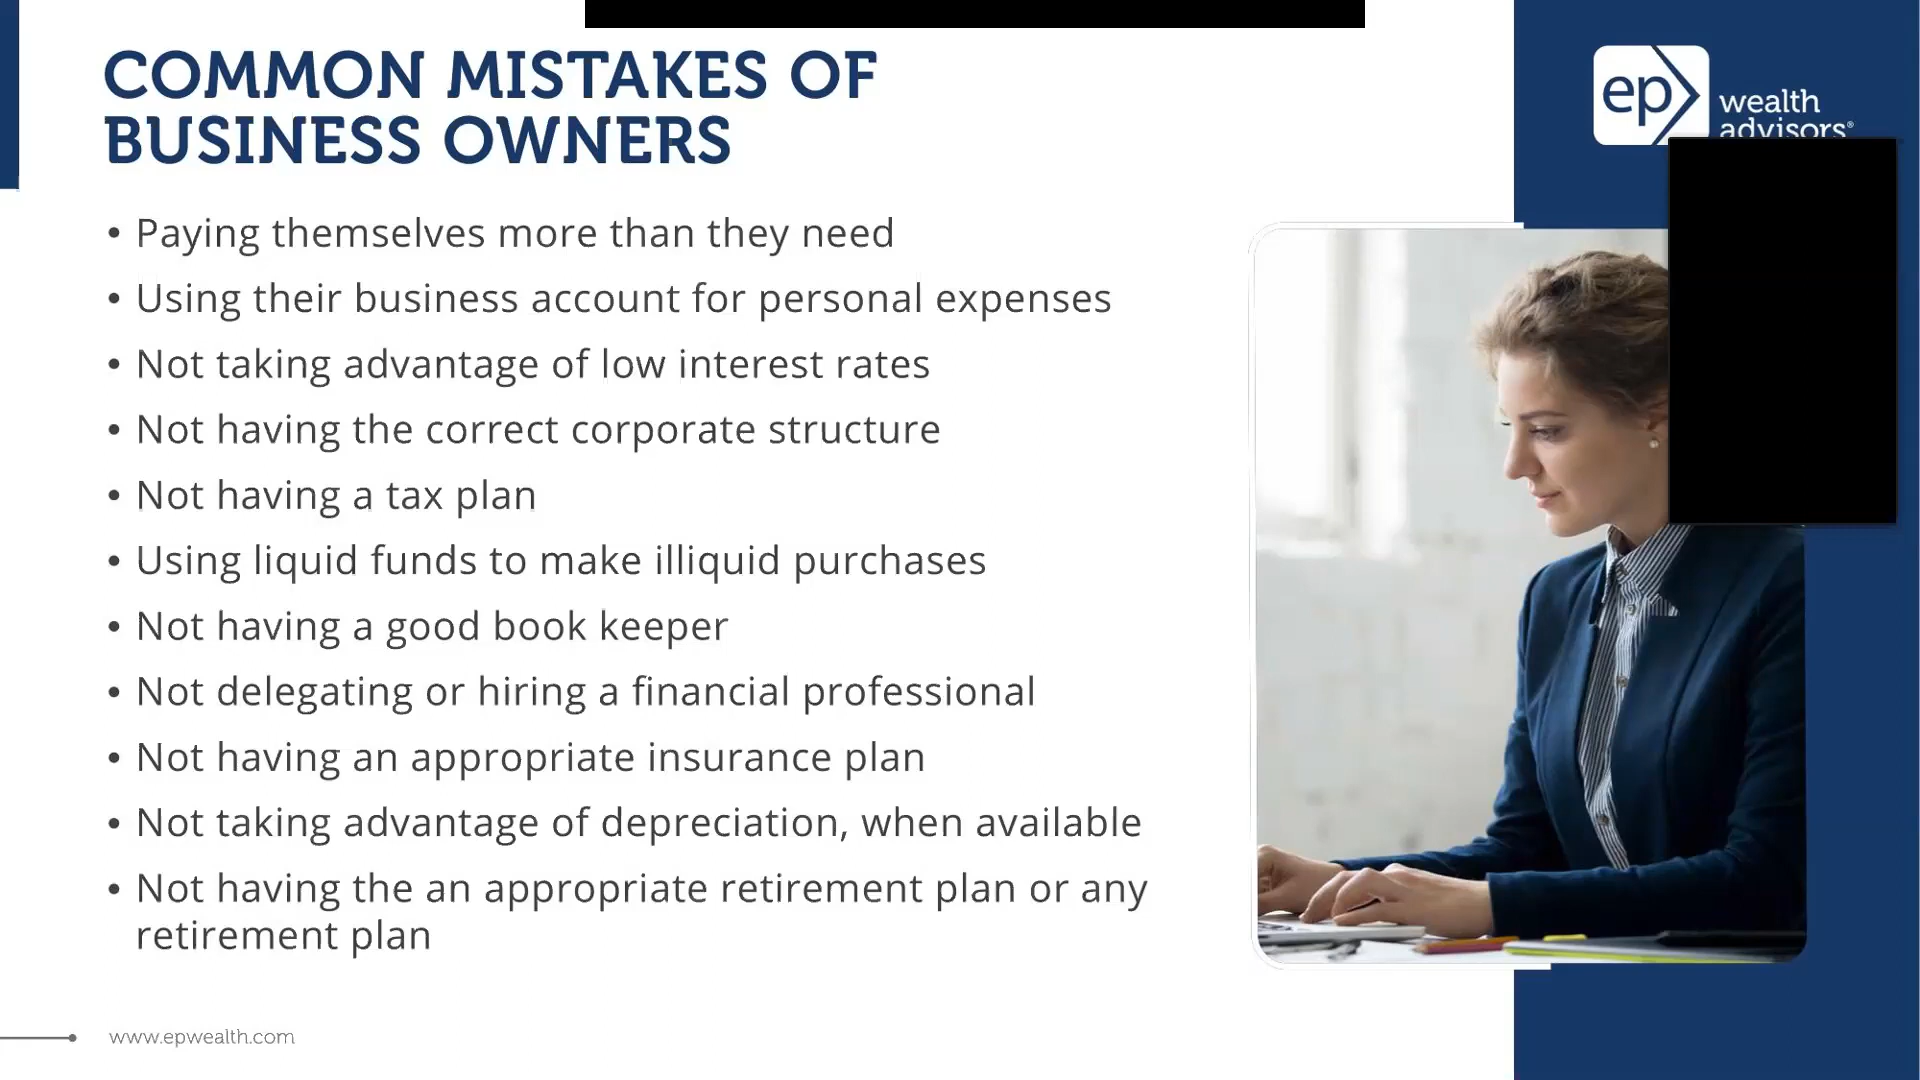 COMMON MISTAKES OF
BUSINESS OWNERS
ep
wealth
advisors®
• Paying themselves more than they need
• Using their business account for personal expenses
• Not taking advantage of low interest rates
• Not having the correct corporate structure
• Not having a tax plan
• Using liquid funds to make illiquid purchases
• Not having a good book keeper
• Not delegating or hiring a financial professional
• Not having an appropriate insurance plan
• Not taking advantage of depreciation, when available
• Not having the an appropriate retirement plan or any
retirement plan
www.epwealth.com